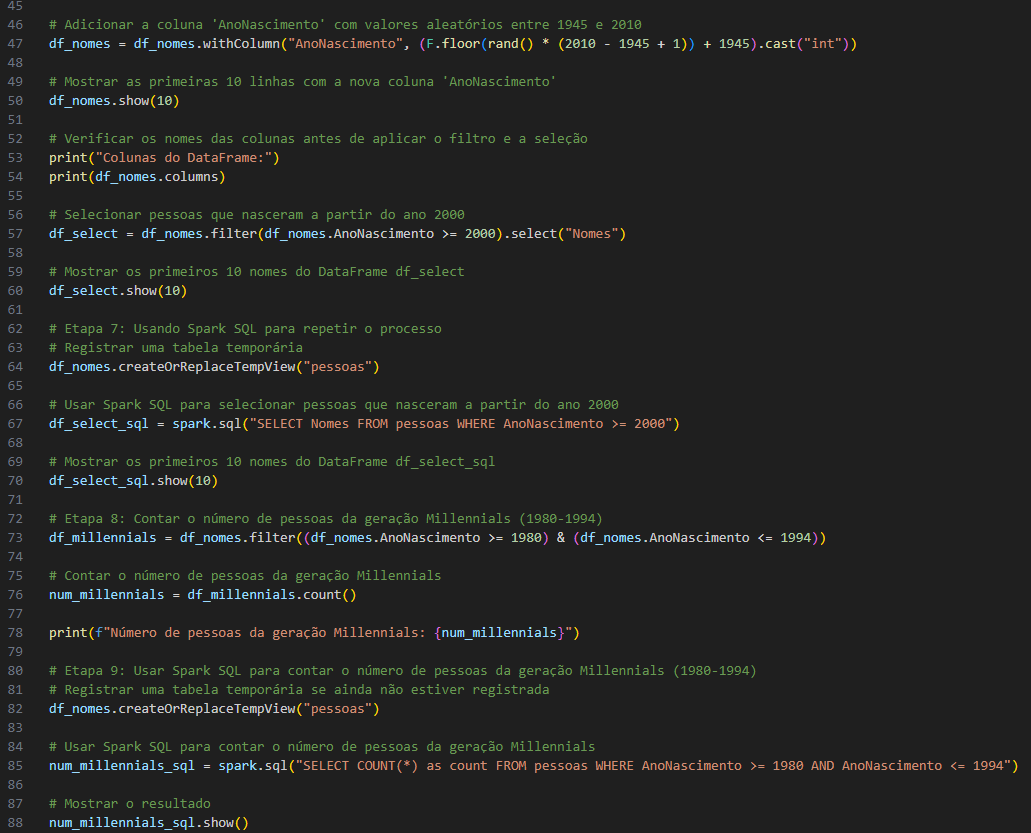 45
46 # Adicionar a coluna 'AnoNascimento' com valores aleatórios entre 1945 e 2010
47 df_nomes = df_nomes.withColumn("AnoNascimento", (F.floor(rand() * (2010 - 1945 + 1)) + 1945).cast("int"))
48
49 # Mostrar as primeiras 10 linhas com a nova coluna 'AnoNascimento'
50 df_nomes.show(10)
51
52 # Verificar os nomes das colunas antes de aplicar o filtro e a seleção
53 print("Colunas do DataFrame:")
54 print(df_nomes.columns)
55
56 # Selecionar pessoas que nasceram a partir do ano 2000
57 df_select = df_nomes.filter(df_nomes.AnoNascimento >= 2000).select("Nomes")
58
59 # Mostrar os primeiros 10 nomes do DataFrame df_select
60 df_select.show(10)
61
62 # Etapa 7: Usando Spark SQL para repetir o processo
63 # Registrar uma tabela temporária
64 df_nomes.createOrReplaceTempView("pessoas")
65
66 # Usar Spark SQL para selecionar pessoas que nasceram a partir do ano 2000
67 df_select_sql = spark.sql("SELECT Nomes FROM pessoas WHERE AnoNascimento >= 2000")
68
69 # Mostrar os primeiros 10 nomes do DataFrame df_select_sql
70 df_select_sql.show(10)
71
72 # Etapa 8: Contar o número de pessoas da geração Millennials (1980-1994)
73 df_millennials = df_nomes.filter((df_nomes.AnoNascimento >= 1980) & (df_nomes.AnoNascimento <= 1994))
74
75 # Contar o número de pessoas da geração Millennials
76 num_millennials = df_millennials.count()
77
78 print(f"Número de pessoas da geração Millennials: {num_millennials}")
79
80 # Etapa 9: Usar Spark SQL para contar o número de pessoas da geração Millennials (1980-1994)
81 # Registrar uma tabela temporária se ainda não estiver registrada
82 df_nomes.createOrReplaceTempView("pessoas")
83
84 # Usar Spark SQL para contar o número de pessoas da geração Millennials
85 num_millennials_sql = spark.sql("SELECT COUNT(*) as count FROM pessoas WHERE AnoNascimento >= 1980 AND AnoNascimento <= 1994")
86
87 # Mostrar o resultado
88 num_millennials_sql.show()